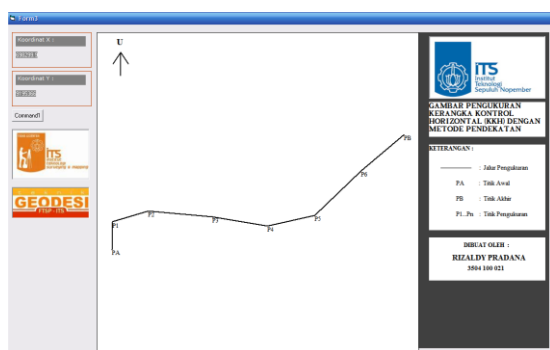 Form3
Koordinat X :
Koordinat Y :
Command1
ITS
GEODESI
FTSP - ITS
U
PA
P1
P2
P3
P4
P5
P6
PB
ITS
Institut
Teknologi
Sepuluh Nopember
GAMBAR PENGUKURAN
KERANGKA KONTROL
HORIZONTAL (KKH) DENGAN
METODE PENDEKATAN
KETERANGAN :
: Jalur Pengukuran
PA : Titik Awal
PB : Titik Akhir
P1...Pn : Titik Pengukuran
DIBUAT OLEH :
RIZALDY PRADANA
3504 100 021